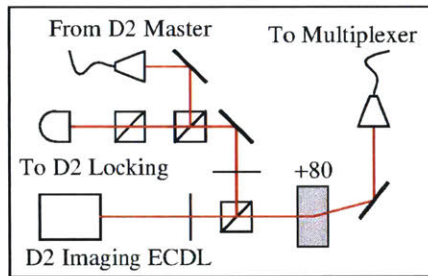 From D2 Master
To Multiplexer
To D2 Locking
+80
D2 Imaging ECDL